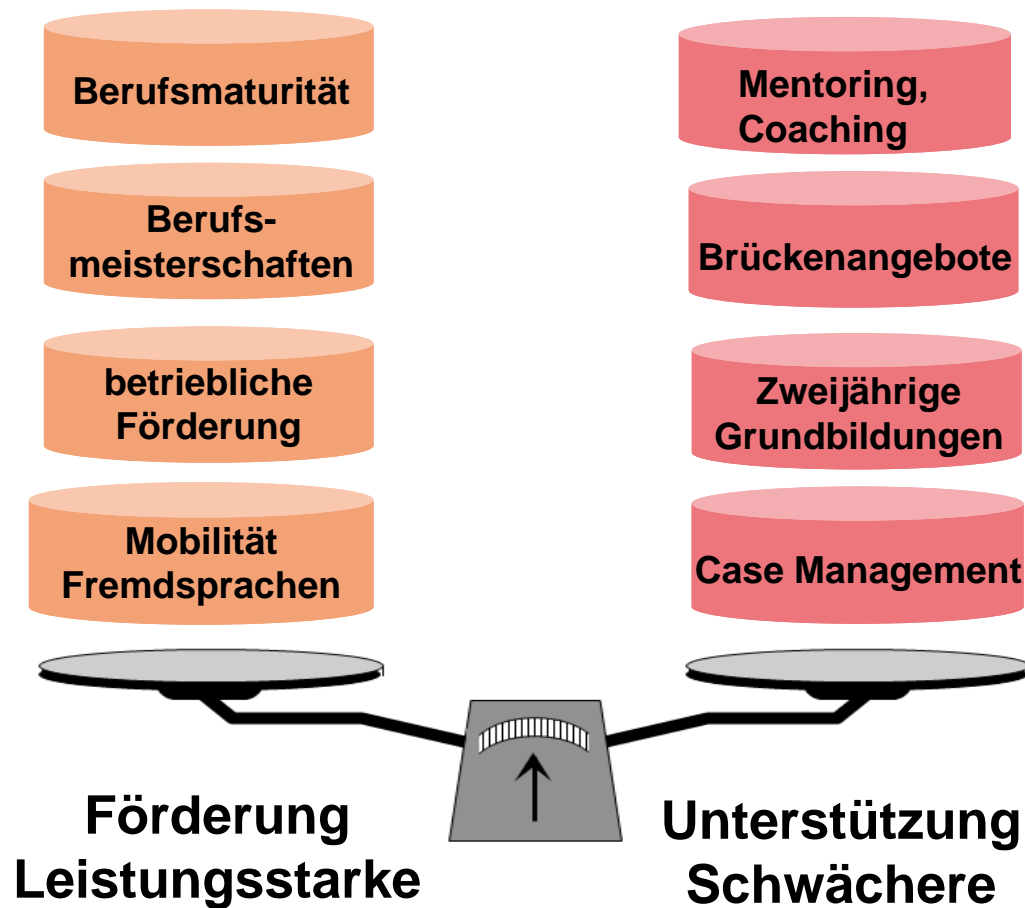 Berufsmaturität
Berufs-
meisterschaften
betriebliche
Förderung
Mobilität
Fremdsprachen
Förderung
Leistungsstarke
Mentoring,
Coaching
Brückenangebote
Zweijährige
Grundbildungen
Case Management
Unterstützung
Schwächere